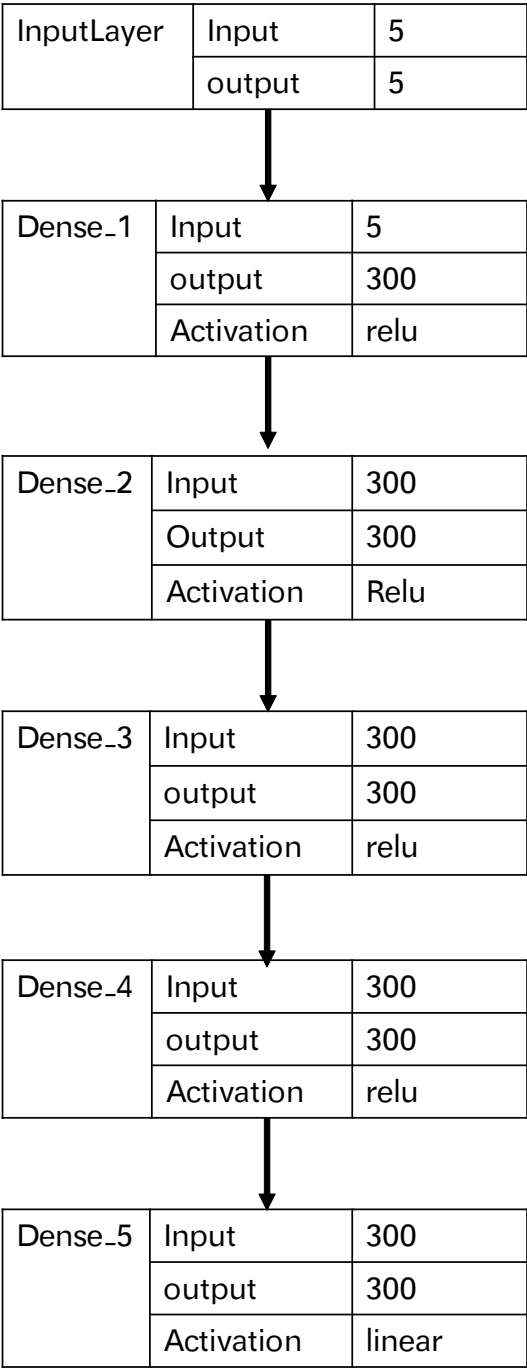 InputLayer Input 5
output 5
Dense_1 Input 5
output 300
Activation relu
Dense_2 Input 300
Output 300
Activation Relu
Dense_3 Input 300
output 300
Activation relu
Dense_4 Input 300
output 300
Activation relu
Dense_5 Input 300
output 300
Activation linear